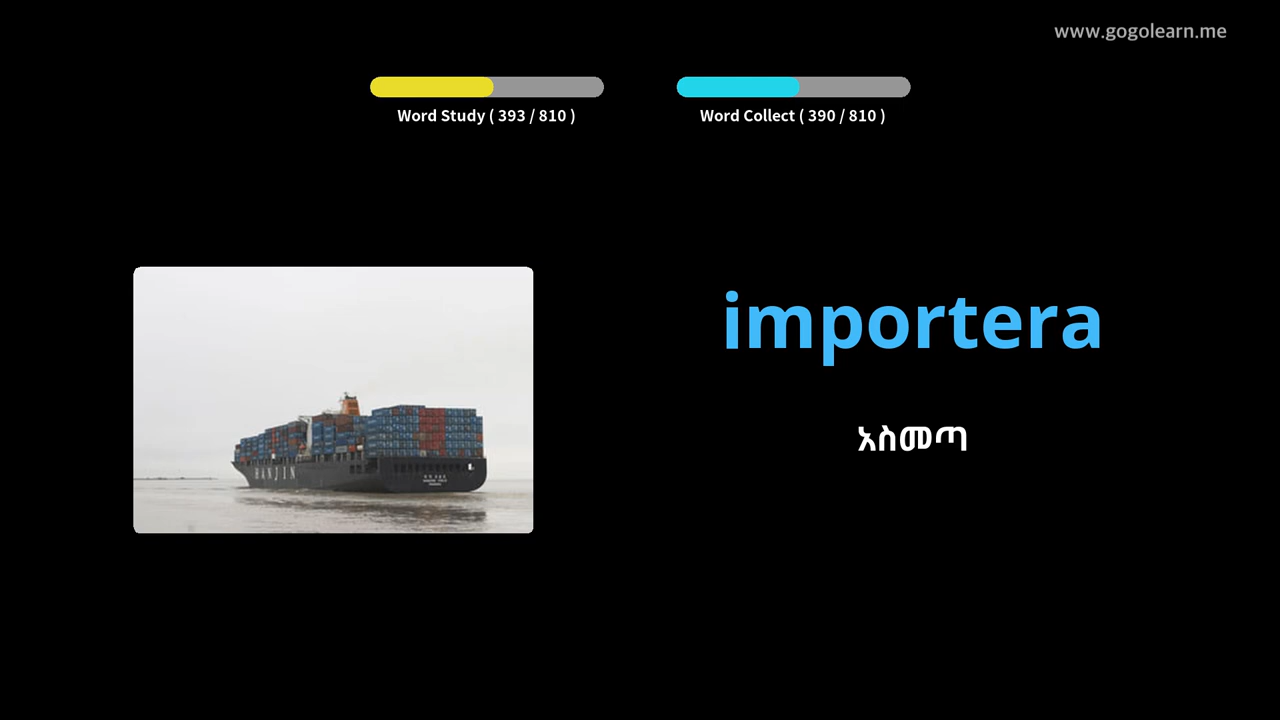 www.gogolearn.me
Word Study ( 393 / 810 )
Word Collect ( 390 / 810 )
importera
አስመጣ
HANJIN